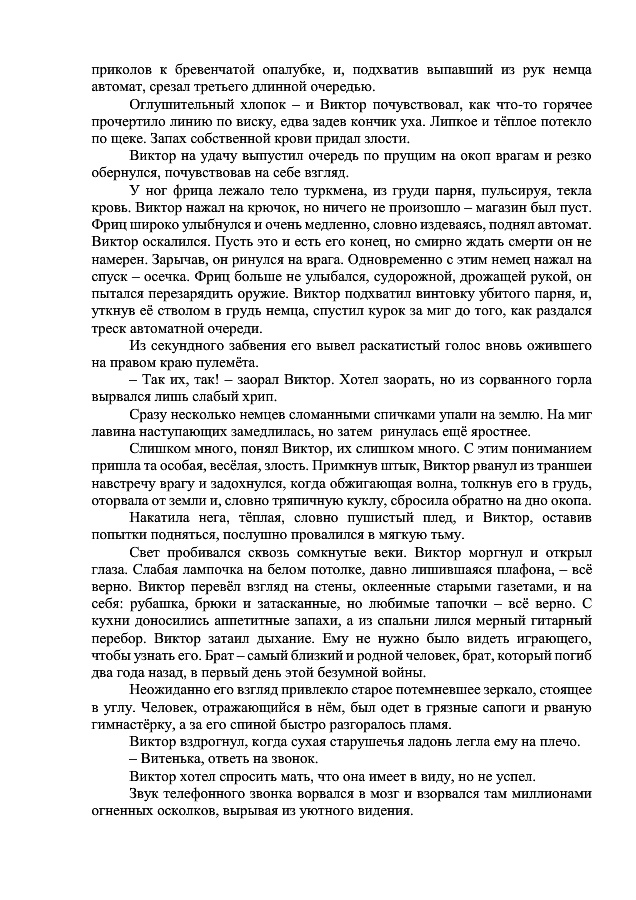 приколов к бревенчатой опалубке, и, подхватив выпавший из рук немца
автомат, срезал третьего длинной очередью.
Оглушительный хлопок – и Виктор почувствовал, как что-то горячее
прочертило линию по виску, едва задев кончик уха. Липкое и тёплое потекло
по щеке. Запах собственной крови придал злости.
Виктор на удачу выпустил очередь по прущим на окоп врагам и резко
обернулся, почувствовав на себе взгляд.
У ног фрица лежало тело туркмена, из груди парня, пульсируя, текла
кровь. Виктор нажал на крючок, но ничего не произошло – магазин был пуст.
Фриц широко улыбнулся и очень медленно, словно издеваясь, поднял автомат.
Виктор оскалился. Пусть это и есть его конец, но смирно ждать смерти он не
намерен. Зарычав, он ринулся на врага. Одновременно с этим немец нажал на
спуск – осечка. Фриц больше не улыбался, судорожной, дрожащей рукой, он
пытался перезарядить оружие. Виктор подхватил винтовку убитого парня, и,
уткнув её стволом в грудь немца, спустил курок за миг до того, как раздался
треск автоматной очереди.
Из секундного забвения его вывел раскатистый голос вновь ожившего
на правом краю пулемёта.
– Так их, так! – заорал Виктор. Хотел заорать, но из сорванного горла
вырвался лишь слабый хрип.
Сразу несколько немцев сломанными спичками упали на землю. На миг
лавина наступающих замедлилась, но затем  ринулась ещё яростнее.
Слишком много, понял Виктор, их слишком много. С этим пониманием
пришла та особая, весёлая, злость. Примкнув штык, Виктор рванул из траншеи
навстречу врагу и задохнулся, когда обжигающая волна, толкнув его в грудь,
оторвала от земли и, словно тряпичную куклу, сбросила обратно на дно окопа.
Накатила нега, тёплая, словно пушистый плед, и Виктор, оставив
попытки подняться, послушно провалился в мягкую тьму.
Свет пробивался сквозь сомкнутые веки. Виктор моргнул и открыл
глаза. Слабая лампочка на белом потолке, давно лишившаяся плафона, – всё
верно. Виктор перевёл взгляд на стены, оклеенные старыми газетами, и на
себя: рубашка, брюки и затасканные, но любимые тапочки – всё верно. С
кухни доносились аппетитные запахи, а из спальни лился мерный гитарный
перебор. Виктор затаил дыхание. Ему не нужно было видеть играющего,
чтобы узнать его. Брат – самый близкий и родной человек, брат, который погиб
два года назад, в первый день этой безумной войны.
Неожиданно его взгляд привлекло старое потемневшее зеркало, стоящее
в углу. Человек, отражающийся в нём, был одет в грязные сапоги и рваную
гимнастёрку, а за его спиной быстро разгоралось пламя.
Виктор вздрогнул, когда сухая старушечья ладонь легла ему на плечо.
– Витенька, ответь на звонок.
Виктор хотел спросить мать, что она имеет в виду, но не успел.
Звук телефонного звонка ворвался в мозг и взорвался там миллионами
огненных осколков, вырывая из уютного видения.